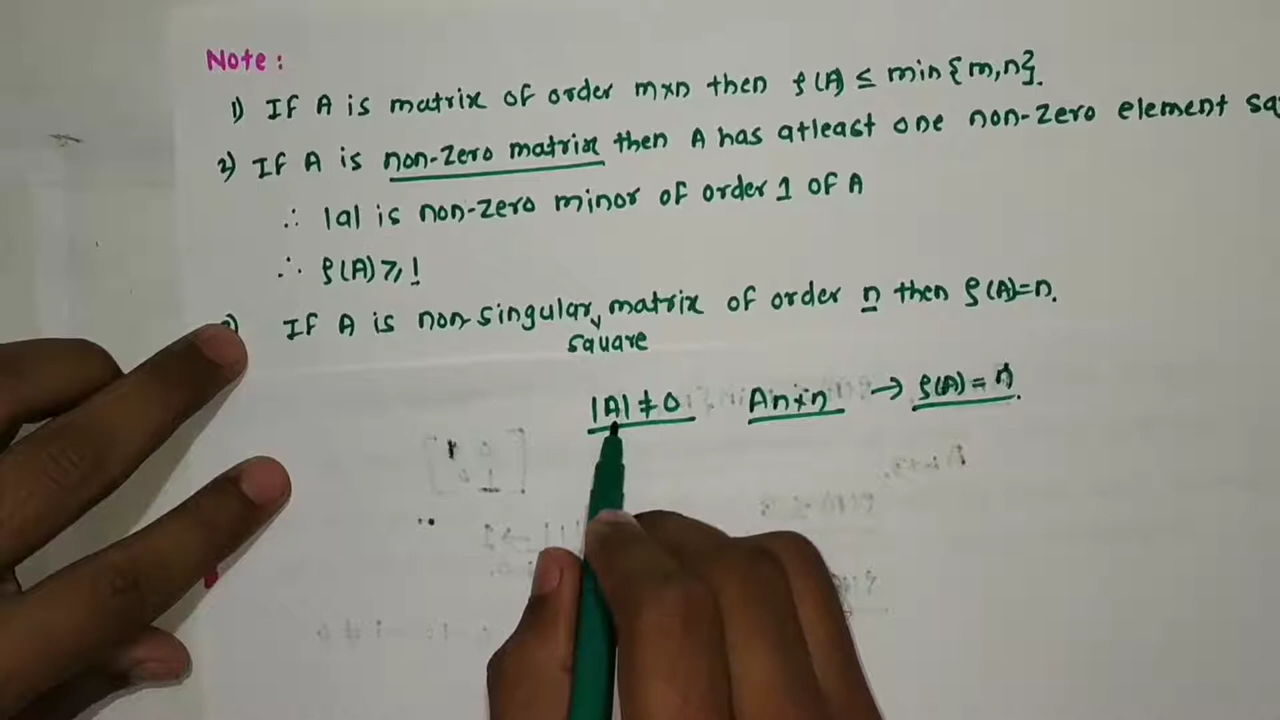 Note:
1) If A is matrix of order m×n then ρ(A) ≤ min{m,n}.
2) If A is non-zero matrix then A has atleast one non-zero element
∴ |a| is non-zero minor of order 1 of A
∴ ρ(A) ≥ 1
If A is non-singular, matrix of order n then ρ(A)=n.
square
|A| ≠ 0 An×n → ρ(A) = n.